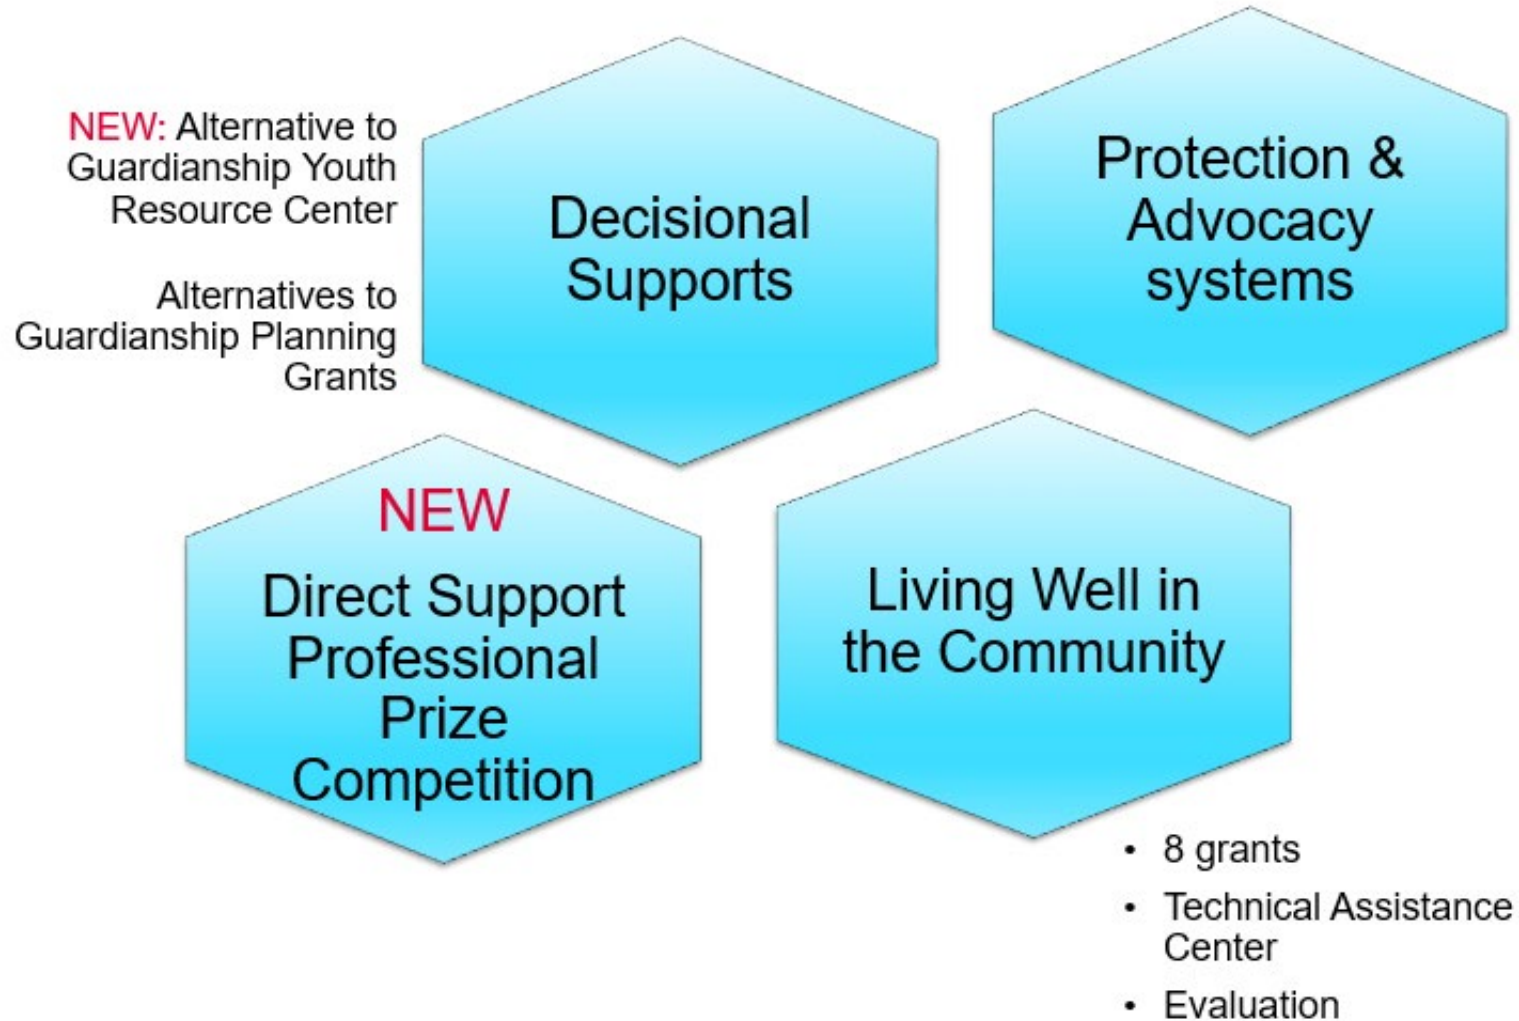 NEW: Alternative to
Guardianship Youth
Resource Center
Alternatives to
Guardianship Planning
Grants
Decisional
Supports
Protection &
Advocacy
systems
NEW
Direct Support
Professional
Prize
Competition
Living Well in
the Community
• 8 grants
• Technical Assistance
Center
• Evaluation